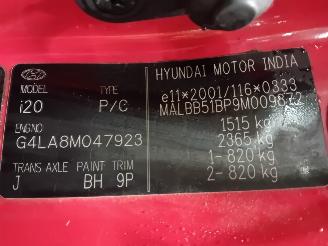 HYUNDAI MOTOR INDIA
MODEL TYPE
i20 P/C
ENG.NO
G4LA8M047923
TRANS AXLE PAINT TRIM
J BH 9P
e11*2001/116*0333
1515 kg
2365 kg
1- 820 kg
2- 820 kg